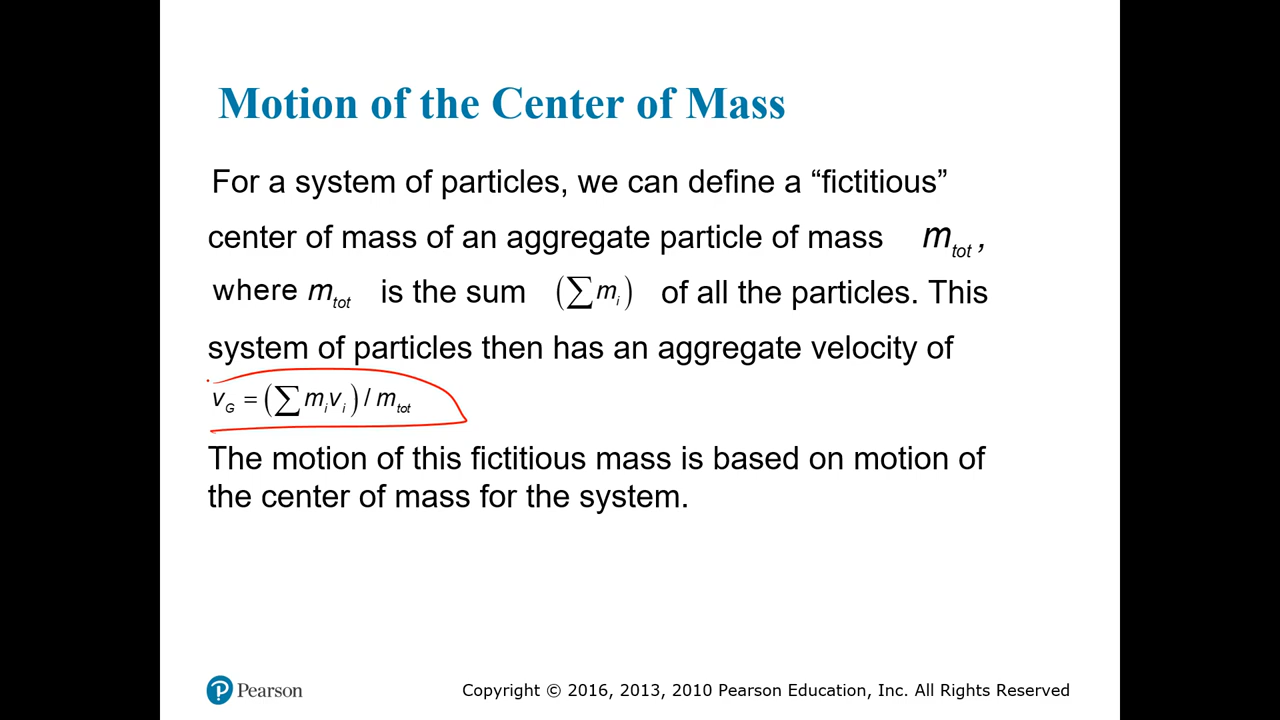 Motion of the Center of Mass
For a system of particles, we can define a “fictitious”
center of mass of an aggregate particle of mass m_tot,
where m_tot is the sum (∑m_i) of all the particles. This
system of particles then has an aggregate velocity of
v_G = (∑ m_i v_i) / m_tot
The motion of this fictitious mass is based on motion of
the center of mass for the system.
Pearson
Copyright © 2016, 2013, 2010 Pearson Education, Inc. All Rights Reserved